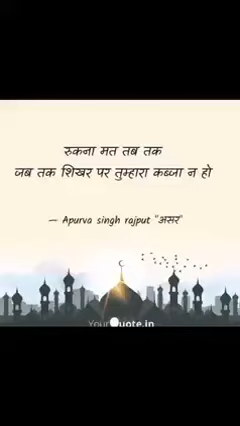 रुकना मत तब तक
जब तक शिखर पर तुम्हारा कब्जा न हो
— Apurva singh rajput "असर"
YourQuote.in